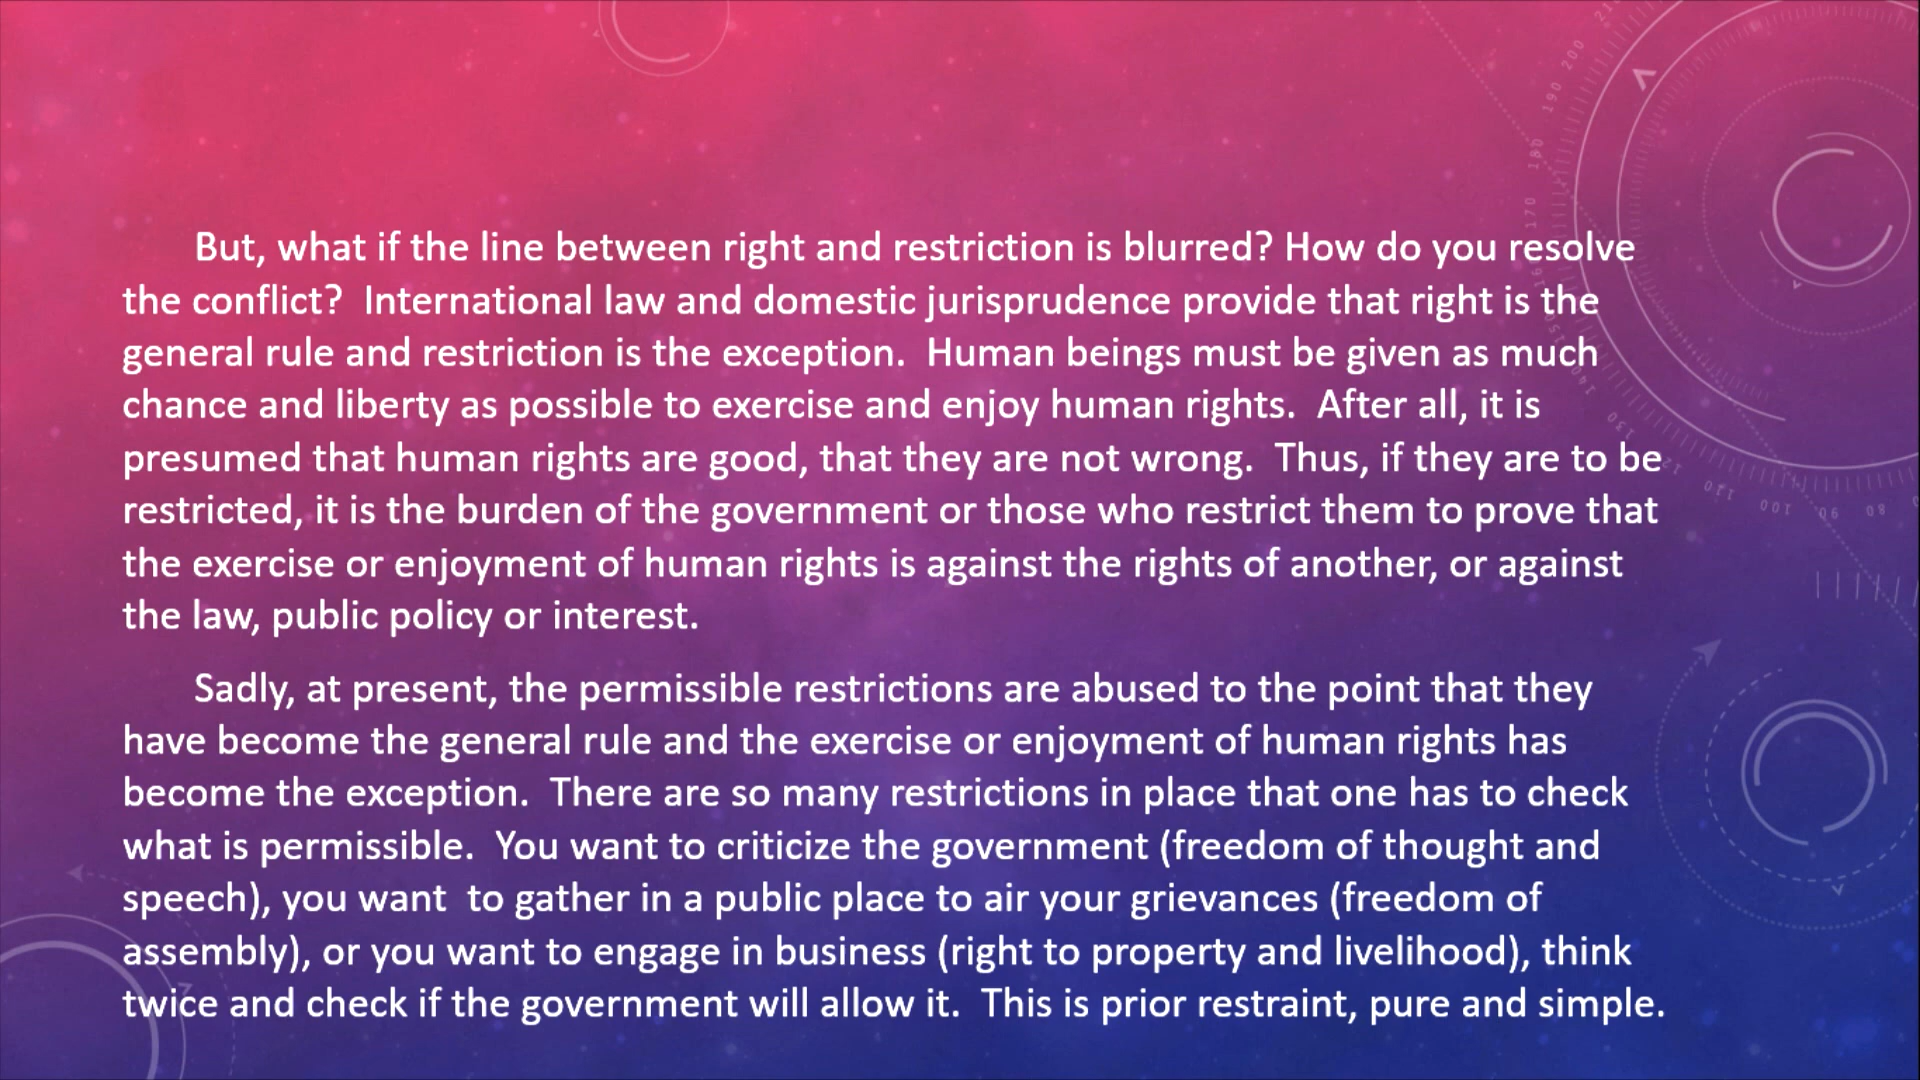 But, what if the line between right and restriction is blurred? How do you resolve
the conflict?  International law and domestic jurisprudence provide that right is the
general rule and restriction is the exception.  Human beings must be given as much
chance and liberty as possible to exercise and enjoy human rights.  After all, it is
presumed that human rights are good, that they are not wrong.  Thus, if they are to be
restricted, it is the burden of the government or those who restrict them to prove that
the exercise or enjoyment of human rights is against the rights of another, or against
the law, public policy or interest.
Sadly, at present, the permissible restrictions are abused to the point that they
have become the general rule and the exercise or enjoyment of human rights has
become the exception.  There are so many restrictions in place that one has to check
what is permissible.  You want to criticize the government (freedom of thought and
speech), you want  to gather in a public place to air your grievances (freedom of
assembly), or you want to engage in business (right to property and livelihood), think
twice and check if the government will allow it.  This is prior restraint, pure and simple.